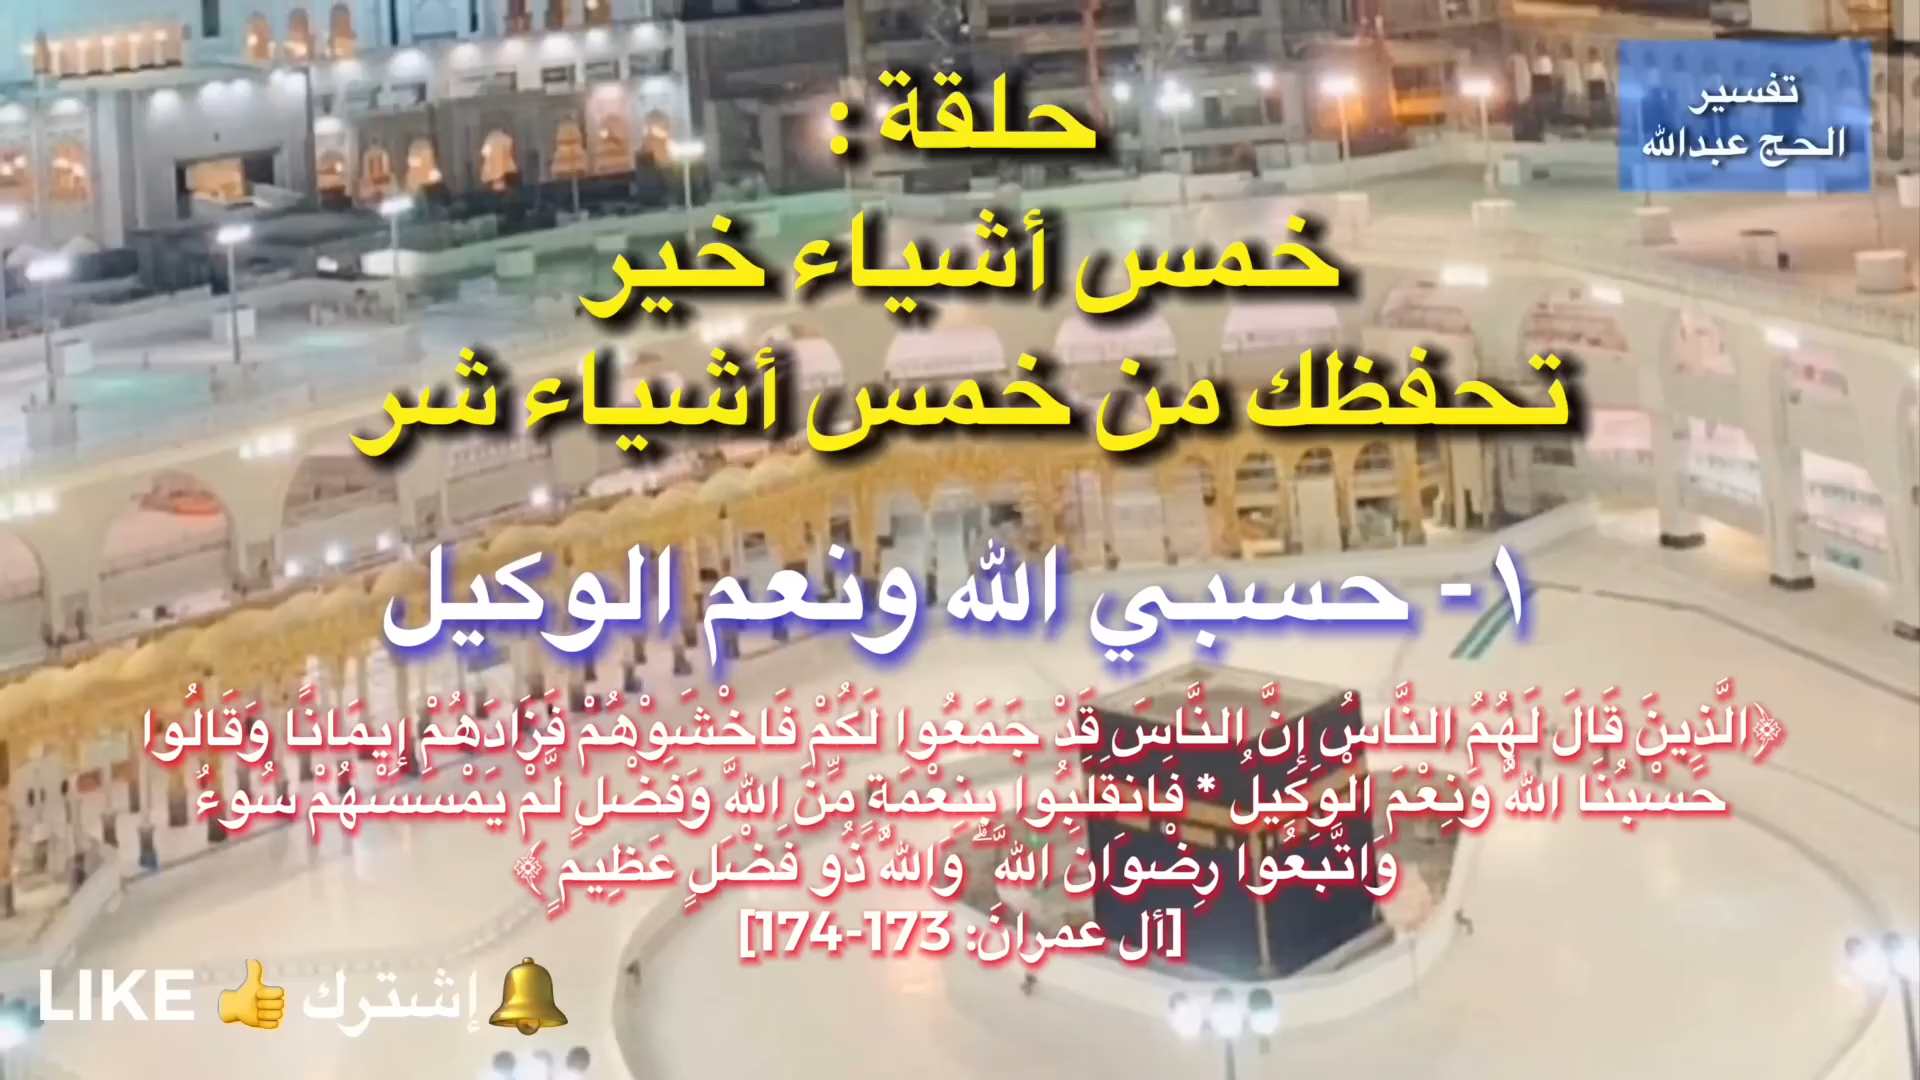 تفسير
الحج عبدالله
حلقة :
خمس أشياء خير
تحفظك من خمس أشياء شر
١- حسبي الله ونعم الوكيل
﴿الَّذِينَ قَالَ لَهُمُ النَّاسُ إِنَّ النَّاسَ قَدْ جَمَعُوا لَكُمْ فَاخْشَوْهُمْ فَزَادَهُمْ إِيمَانًا وَقَالُوا
حَسْبُنَا اللَّهُ وَنِعْمَ الْوَكِيلُ * فَانقَلَبُوا بِنِعْمَةٍ مِّنَ اللَّهِ وَفَضْلٍ لَّمْ يَمْسَسْهُمْ سُوءٌ
وَاتَّبَعُوا رِضْوَانَ اللَّهِ ۗ وَاللَّهُ ذُو فَضْلٍ عَظِيمٍ﴾
[أل عمران: 173-174]
LIKE 👍 إشترك 🔔